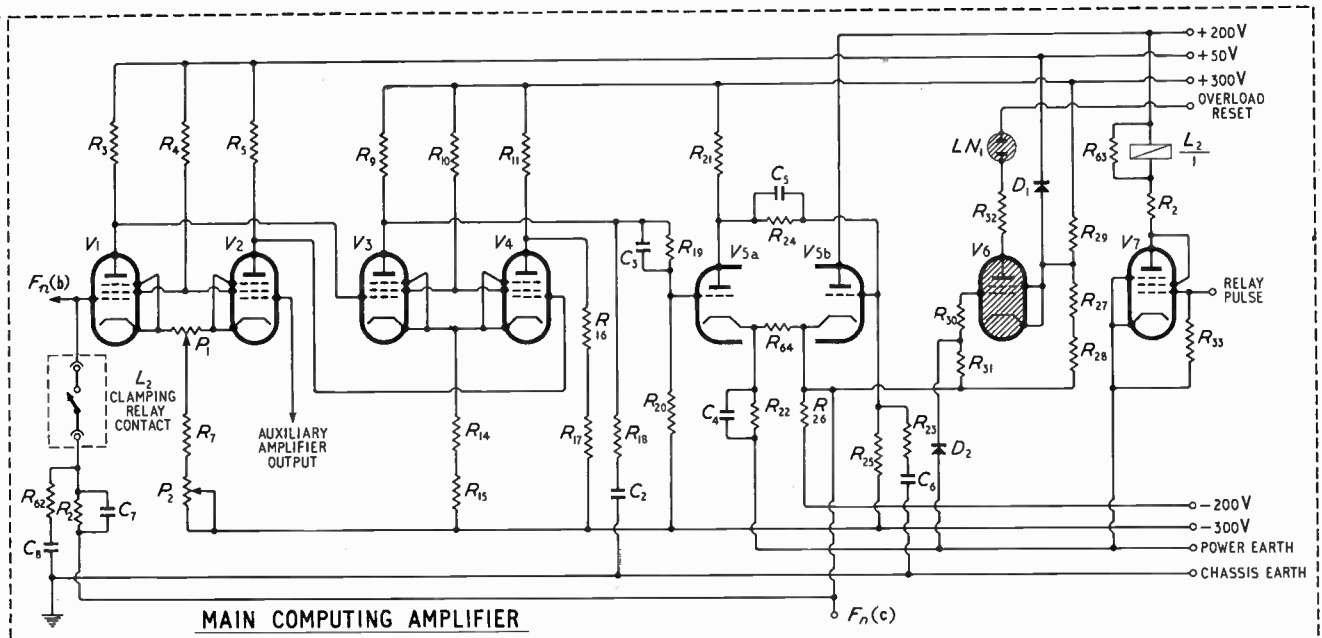 +200V
+50V
+300V
OVERLOAD
RESET
R3
R4
R5
R9
R10
R11
R21
C5
R24
LN1
R32
D1
R63
L2
1
R2
R29
V1
V2
V3
V4
C3
R19
V5a
V5b
V6
V7
Fn(b)
P1
R16
R64
R30
R31
R27
R28
RELAY
PULSE
R33
L2
CLAMPING
RELAY
CONTACT
R7
AUXILIARY
AMPLIFIER
OUTPUT
R14
R17
R18
R20
C4
R22
R26
R23
R25
D2
R62
R2
C7
P2
R15
C2
C6
C8
-200V
-300V
POWER EARTH
CHASSIS EARTH
MAIN COMPUTING AMPLIFIER
Fn(c)